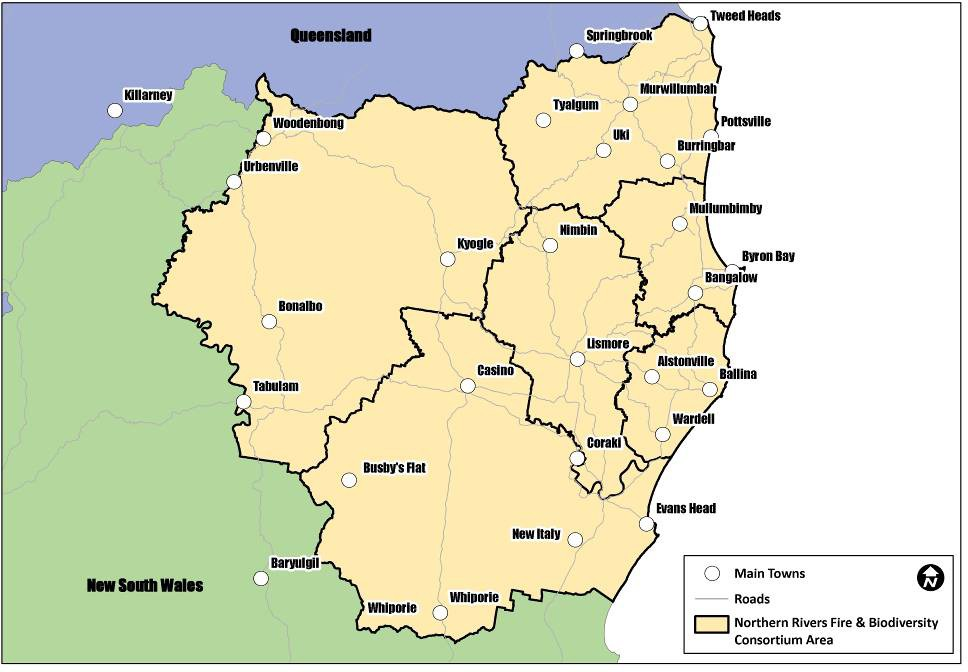 Tweed Heads
Queensland
Springbrook
Killarney
Murwillumbah
Tyalgum
Woodenbong
Pottsville
Uki
Burringbar
Urbenville
Mullumbimby
Nimbin
Kyogle
Byron Bay
Bangalow
Bonalbo
Lismore
Alstonville
Casino
Ballina
Tabulam
Wardell
Coraki
Busby's Flat
Evans Head
New Italy
Baryulgil
New South Wales
Whiporie
Whiporie
N
Main Towns
Roads
Northern Rivers Fire & Biodiversity
Consortium Area